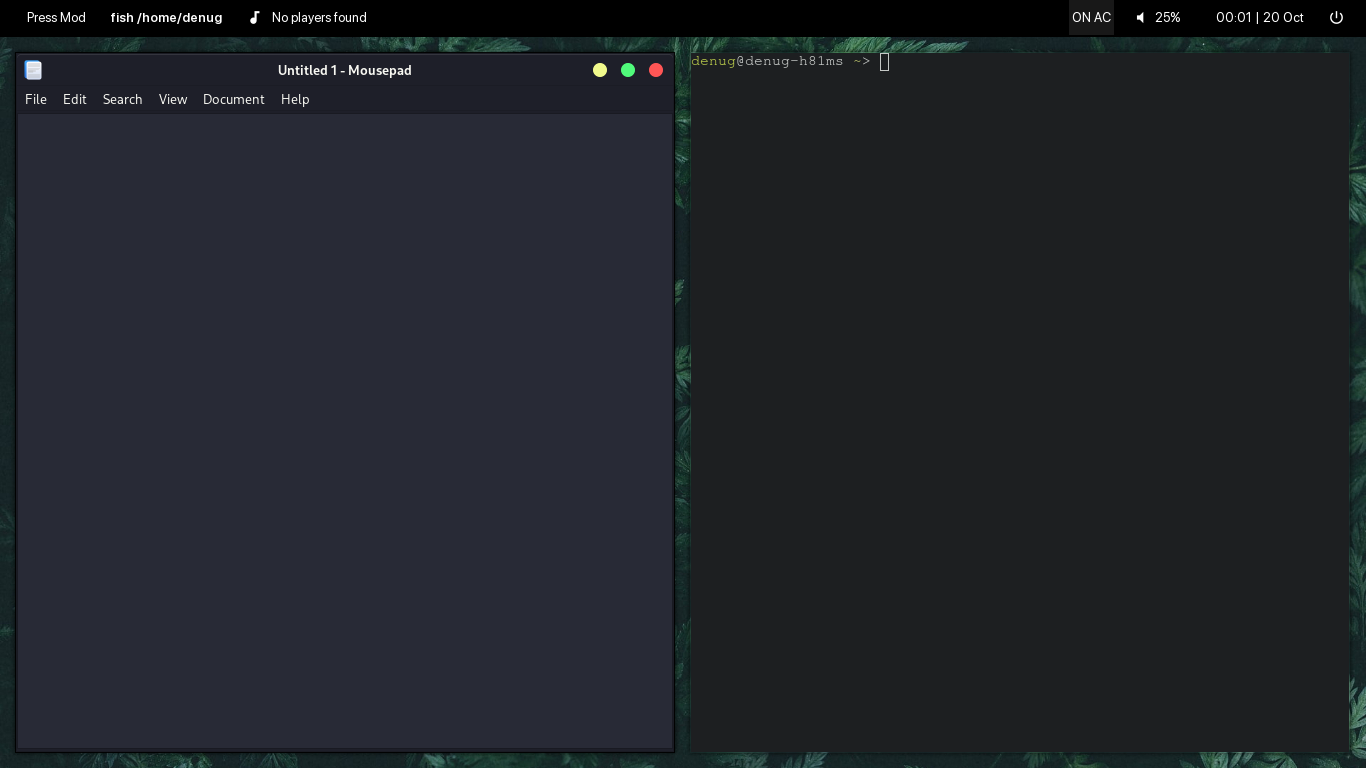 Press Mod fish /home/denug No players found ON AC 25% 00:01 | 20 Oct
Untitled 1 - Mousepad
File Edit Search View Document Help
denug@denug-h81ms ~>